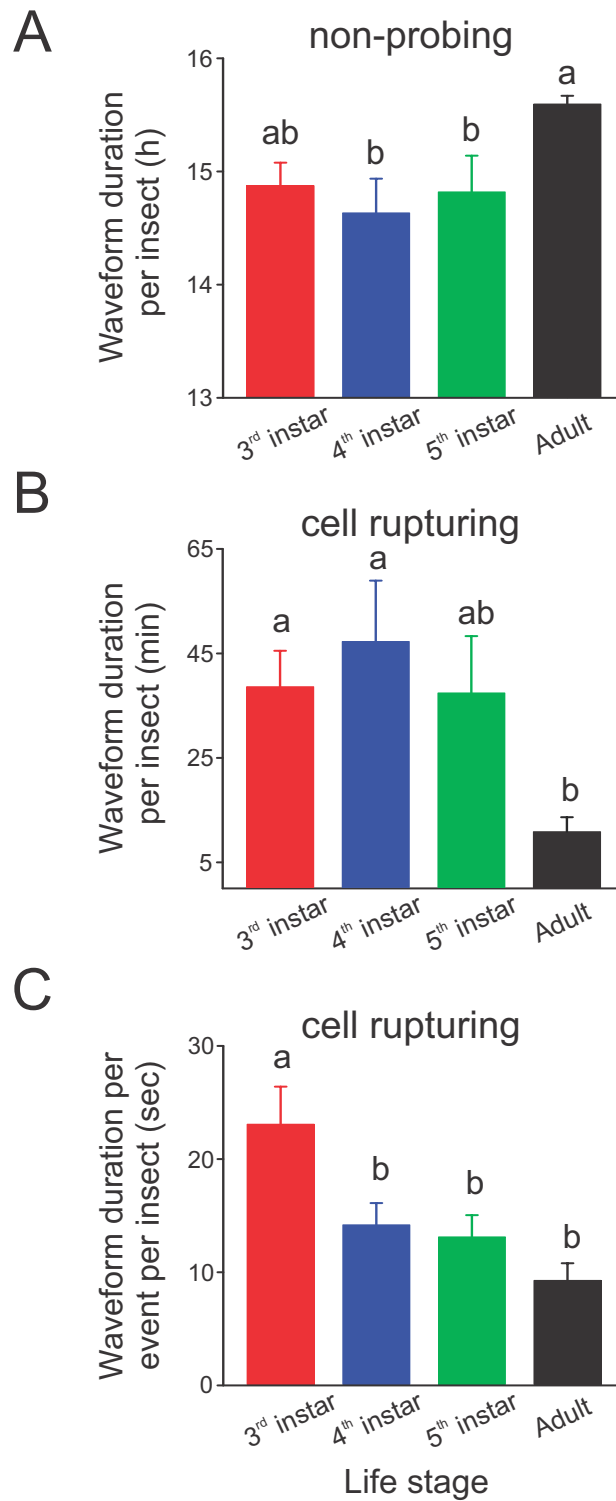 A
non-probing
Waveform duration
per insect (h)
16
15
14
13
ab
b
b
a
3rd instar
4th instar
5th instar
Adult
B
cell rupturing
Waveform duration
per insect (min)
65
45
25
5
a
a
ab
b
3rd instar
4th instar
5th instar
Adult
C
cell rupturing
Waveform duration per
event per insect (sec)
30
20
10
0
a
b
b
b
3rd instar
4th instar
5th instar
Adult
Life stage